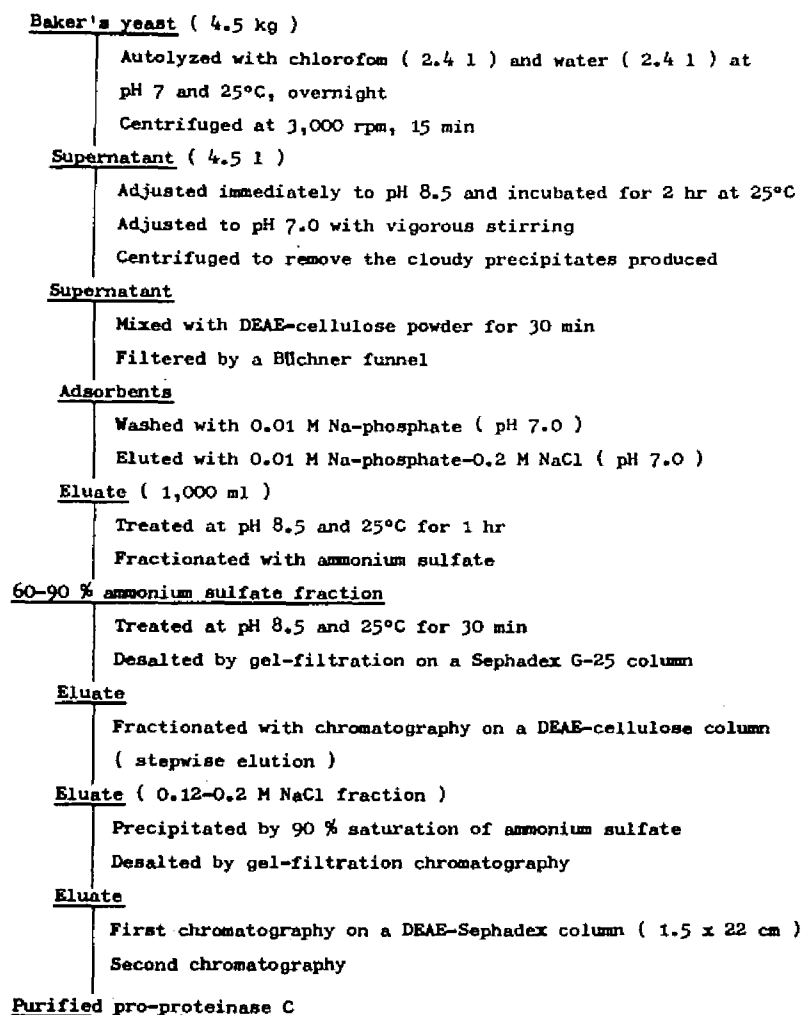 Baker's yeast ( 4.5 kg )
Autolyzed with chlorofom ( 2.4 l ) and water ( 2.4 l ) at
pH 7 and 25°C, overnight
Centrifuged at 3,000 rpm, 15 min
Supernatant ( 4.5 l )
Adjusted immediately to pH 8.5 and incubated for 2 hr at 25°C
Adjusted to pH 7.0 with vigorous stirring
Centrifuged to remove the cloudy precipitates produced
Supernatant
Mixed with DEAE-cellulose powder for 30 min
Filtered by a Büchner funnel
Adsorbents
Washed with 0.01 M Na-phosphate ( pH 7.0 )
Eluted with 0.01 M Na-phosphate-0.2 M NaCl ( pH 7.0 )
Eluate ( 1,000 ml )
Treated at pH 8.5 and 25°C for 1 hr
Fractionated with ammonium sulfate
60-90 % ammonium sulfate fraction
Treated at pH 8.5 and 25°C for 30 min
Desalted by gel-filtration on a Sephadex G-25 column
Eluate
Fractionated with chromatography on a DEAE-cellulose column
( stepwise elution )
Eluate ( 0.12-0.2 M NaCl fraction )
Precipitated by 90 % saturation of ammonium sulfate
Desalted by gel-filtration chromatography
Eluate
First chromatography on a DEAE-Sephadex column ( 1.5 x 22 cm )
Second chromatography
Purified pro-proteinase C